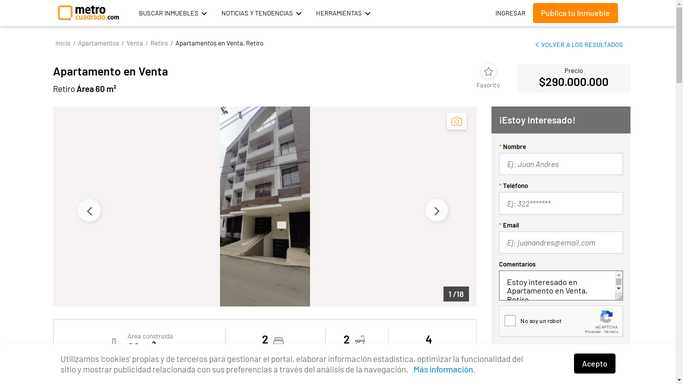 metro
cuadrado.com
BUSCAR INMUEBLES
NOTICIAS Y TENDENCIAS
HERRAMIENTAS
INGRESAR
Publica tu Inmueble
Inicio / Apartamentos / Venta / Retiro / Apartamentos en Venta, Retiro
VOLVER A LOS RESULTADOS
Apartamento en Venta
Retiro Área 60 m²
Favorito
Precio
$290.000.000
1 /18
¡Estoy Interesado!
* Nombre
Ej: Juan Andres
* Teléfono
Ej: 322*******
* Email
Ej: juanandres@email.com
Comentarios
Estoy interesado en
Apartamento en Venta,
Retiro
No soy un robot
reCAPTCHA
Privacidad - Términos
Área construida
2
2
4
Utilizamos 'cookies' propias y de terceros para gestionar el portal, elaborar información estadística, optimizar la funcionalidad del
sitio y mostrar publicidad relacionada con sus preferencias a través del análisis de la navegación. Más información.
Acepto